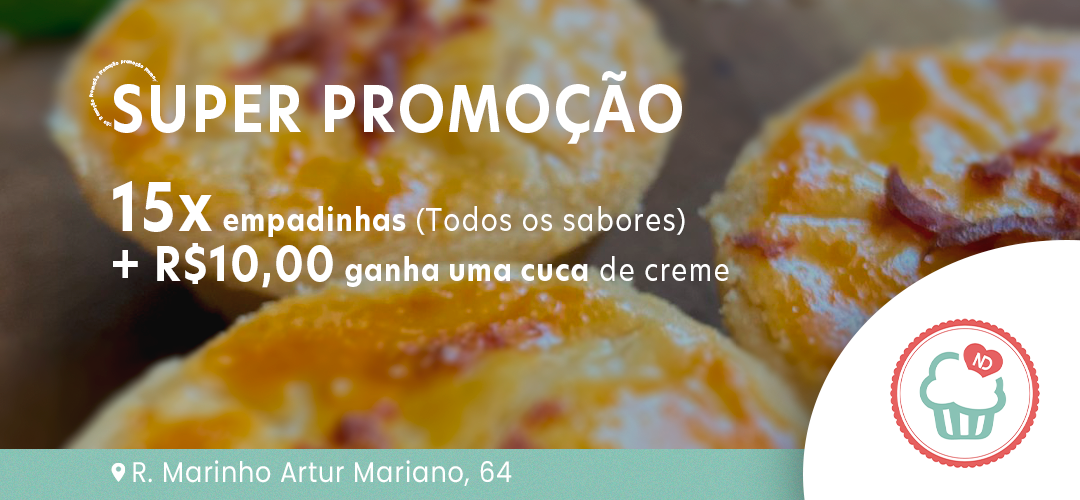 SUPER PROMOÇÃO
15x empadinhas (Todos os sabores)
+ R$10,00 ganha uma cuca de creme
ND
R. Marinho Artur Mariano, 64